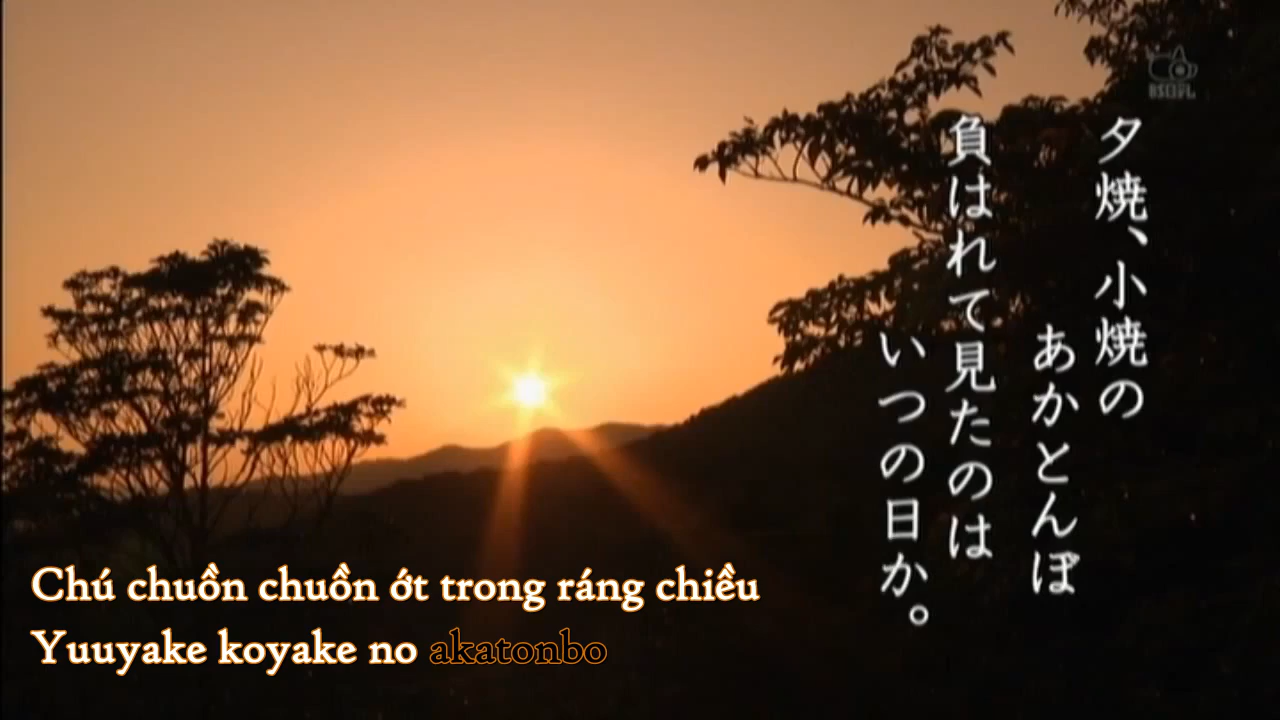 夕焼、小焼の
あかとんぼ
負はれて見たのは
いつの日か。
Chú chuồn chuồn ớt trong ráng chiều
Yuuyake koyake no akatonbo